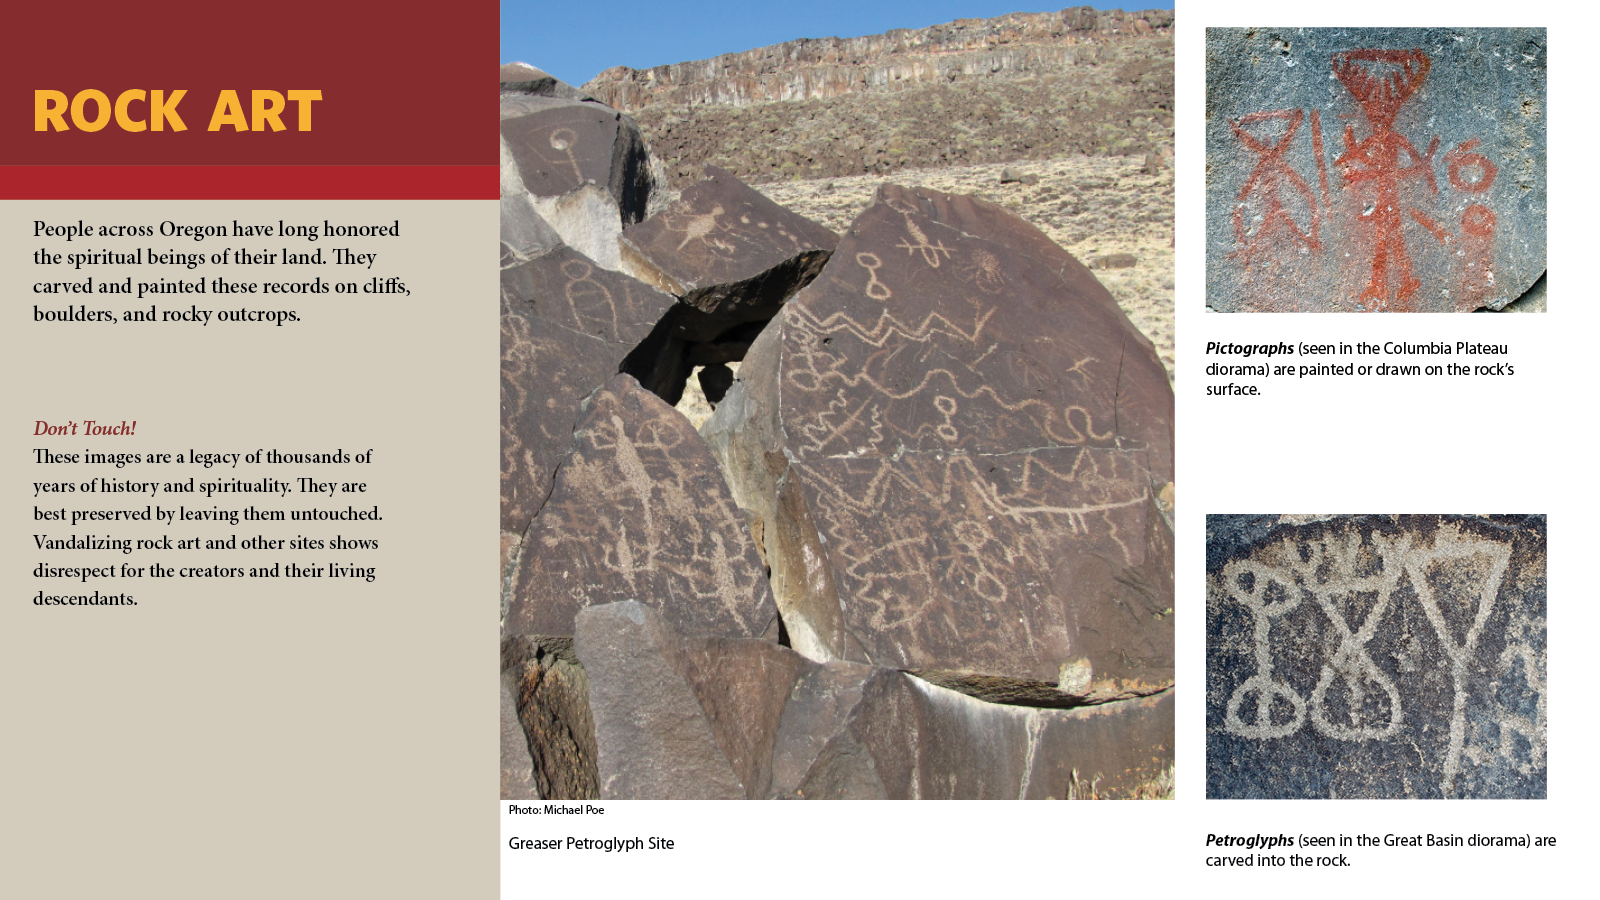 ROCK ART
People across Oregon have long honored
the spiritual beings of their land. They
carved and painted these records on cliffs,
boulders, and rocky outcrops.
Don't Touch!
These images are a legacy of thousands of
years of history and spirituality. They are
best preserved by leaving them untouched.
Vandalizing rock art and other sites shows
disrespect for the creators and their living
descendants.
Photo: Michael Poe
Greaser Petroglyph Site
Pictographs (seen in the Columbia Plateau
diorama) are painted or drawn on the rock's
surface.
Petroglyphs (seen in the Great Basin diorama) are
carved into the rock.